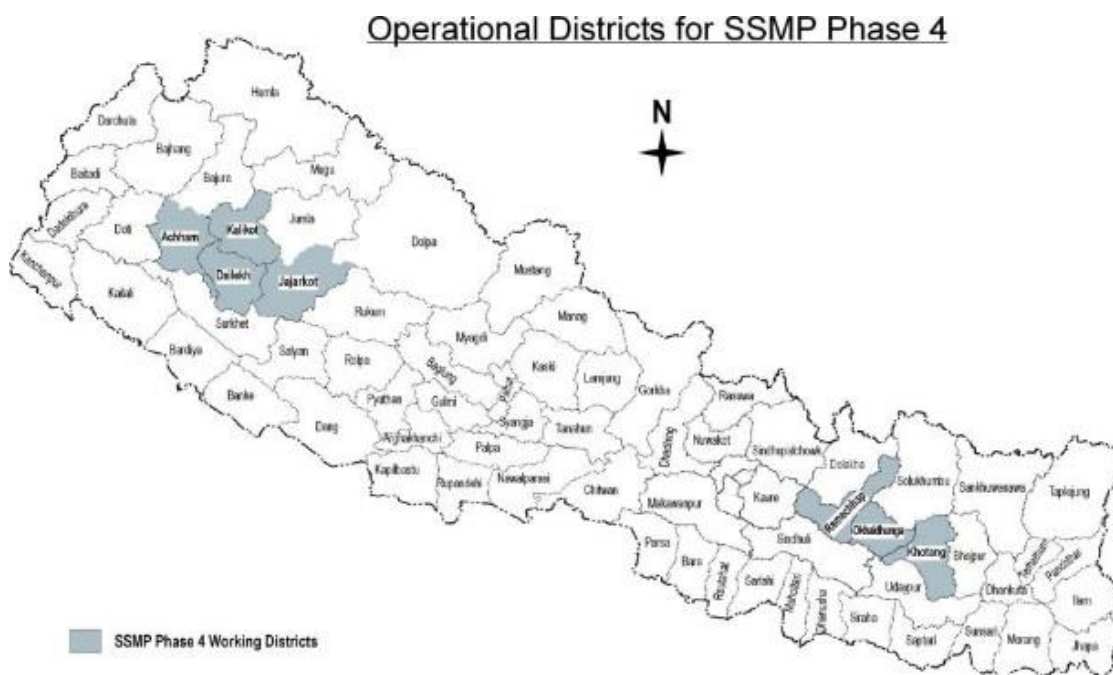 Operational Districts for SSMP Phase 4
N
Humla
Darchula
Bajhang
Baitadi
Bajura
Mugu
Dadeldhura
Doti
Achham
Kalikot
Jumla
Dolpa
Kanchanpur
Dailekh
Jajarkot
Mustang
Kailali
Surkhet
Rukum
Manag
Myagdi
Bardiya
Salyan
Rolpa
Baglung
Kaski
Lamjung
Gorkha
Parbat
Banke
Pyuthan
Gulmi
Rasuwa
Dang
Syangja
Tanahun
Dhading
Nuwakot
Sindhupalchowk
Arghakhanchi
Palpa
Dolakha
Solukhumbu
Sankhuwasawa
Taplejung
Kapilbastu
Rupandehi
Nawalparasi
Chitwan
Makawanpur
Kavre
Ramechhap
Okhaldhunga
Khotang
Bhojpur
Terhathum
Panchthar
Sindhuli
Parsa
Bara
Rautahat
Sarlahi
Mahottari
Dhanusha
Siraha
Udaypur
Dhankuta
Ilam
Saptari
Sunsari
Morang
Jhapa
SSMP Phase 4 Working Districts